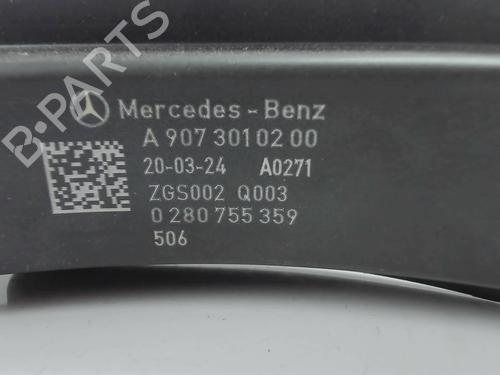 Mercedes-Benz
A 907 301 02 00
20-03-24 A0271
ZGS002 Q003
0 280 755 359
506
B-PARTS